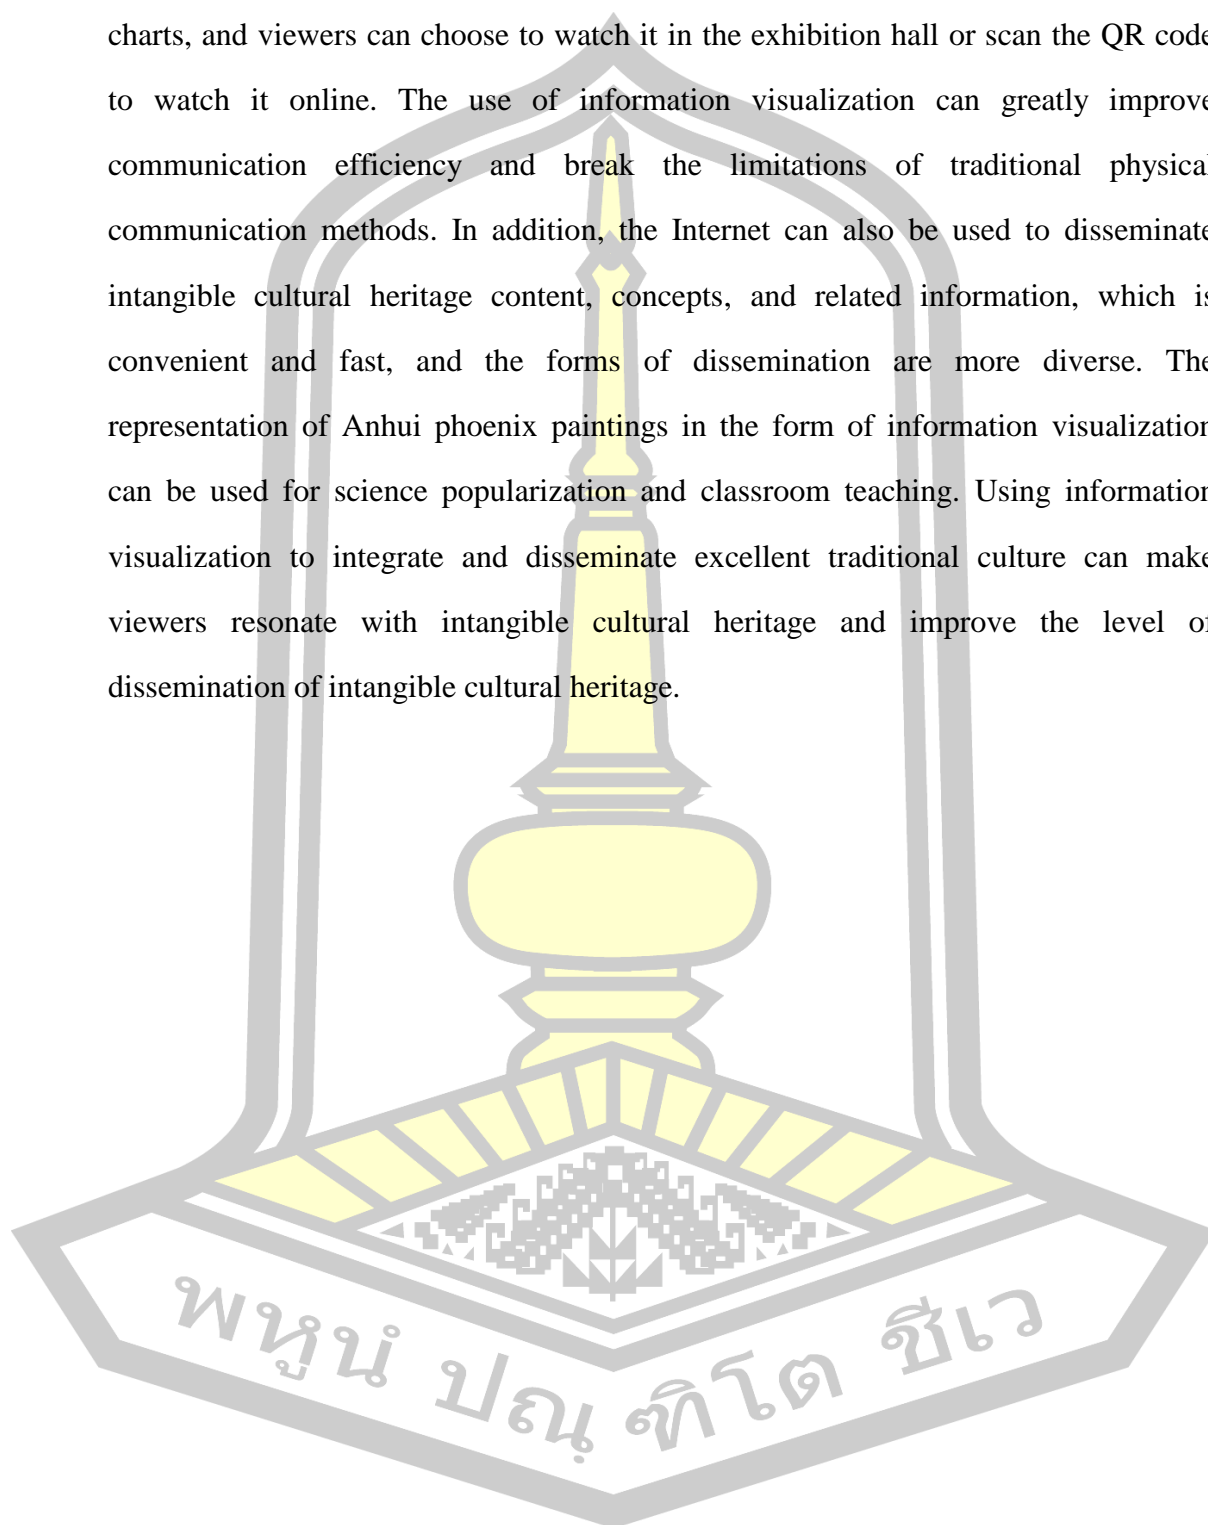 charts, and viewers can choose to watch it in the exhibition hall or scan the QR code
to watch it online. The use of information visualization can greatly improve
communication efficiency and break the limitations of traditional physical
communication methods. In addition, the Internet can also be used to disseminate
intangible cultural heritage content, concepts, and related information, which is
convenient and fast, and the forms of dissemination are more diverse. The
representation of Anhui phoenix paintings in the form of information visualization
can be used for science popularization and classroom teaching. Using information
visualization to integrate and disseminate excellent traditional culture can make
viewers resonate with intangible cultural heritage and improve the level of
dissemination of intangible cultural heritage.
พหูนํ ปณฺฑิโต ชีเว